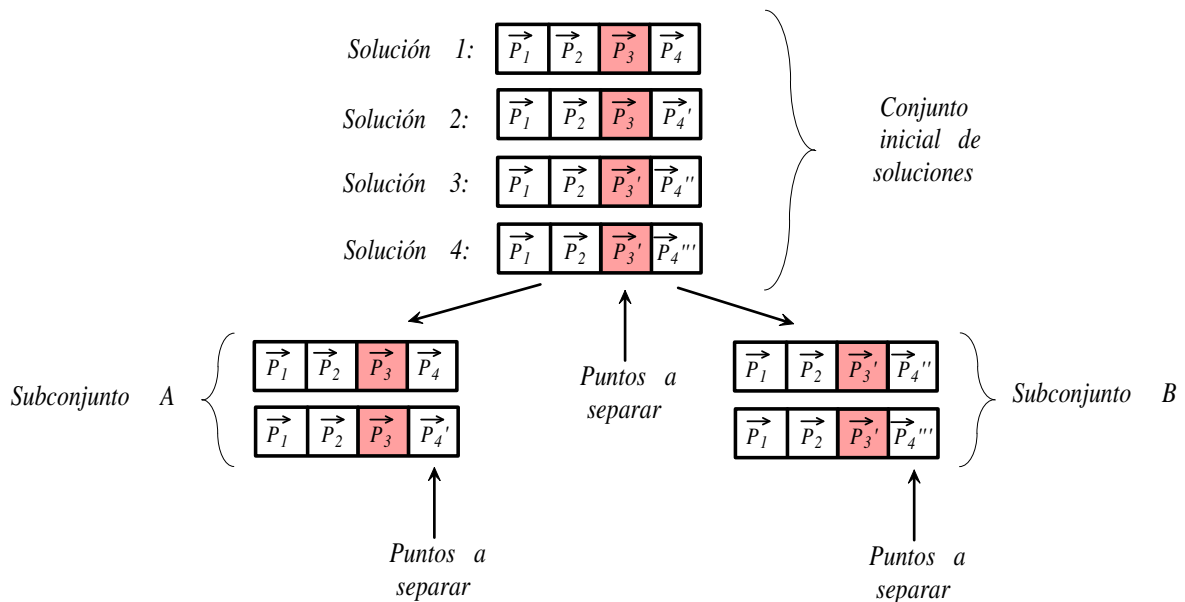 Solución 1: P₁ P₂ P₃ P₄
Solución 2: P₁ P₂ P₃ P₄'
Solución 3: P₁ P₂ P₃' P₄''
Solución 4: P₁ P₂ P₃' P₄'''
Conjunto
inicial de
soluciones
Subconjunto A
P₁ P₂ P₃ P₄
P₁ P₂ P₃ P₄'
Puntos a
separar
P₁ P₂ P₃' P₄''
P₁ P₂ P₃' P₄'''
Subconjunto B
Puntos a
separar
Puntos a
separar